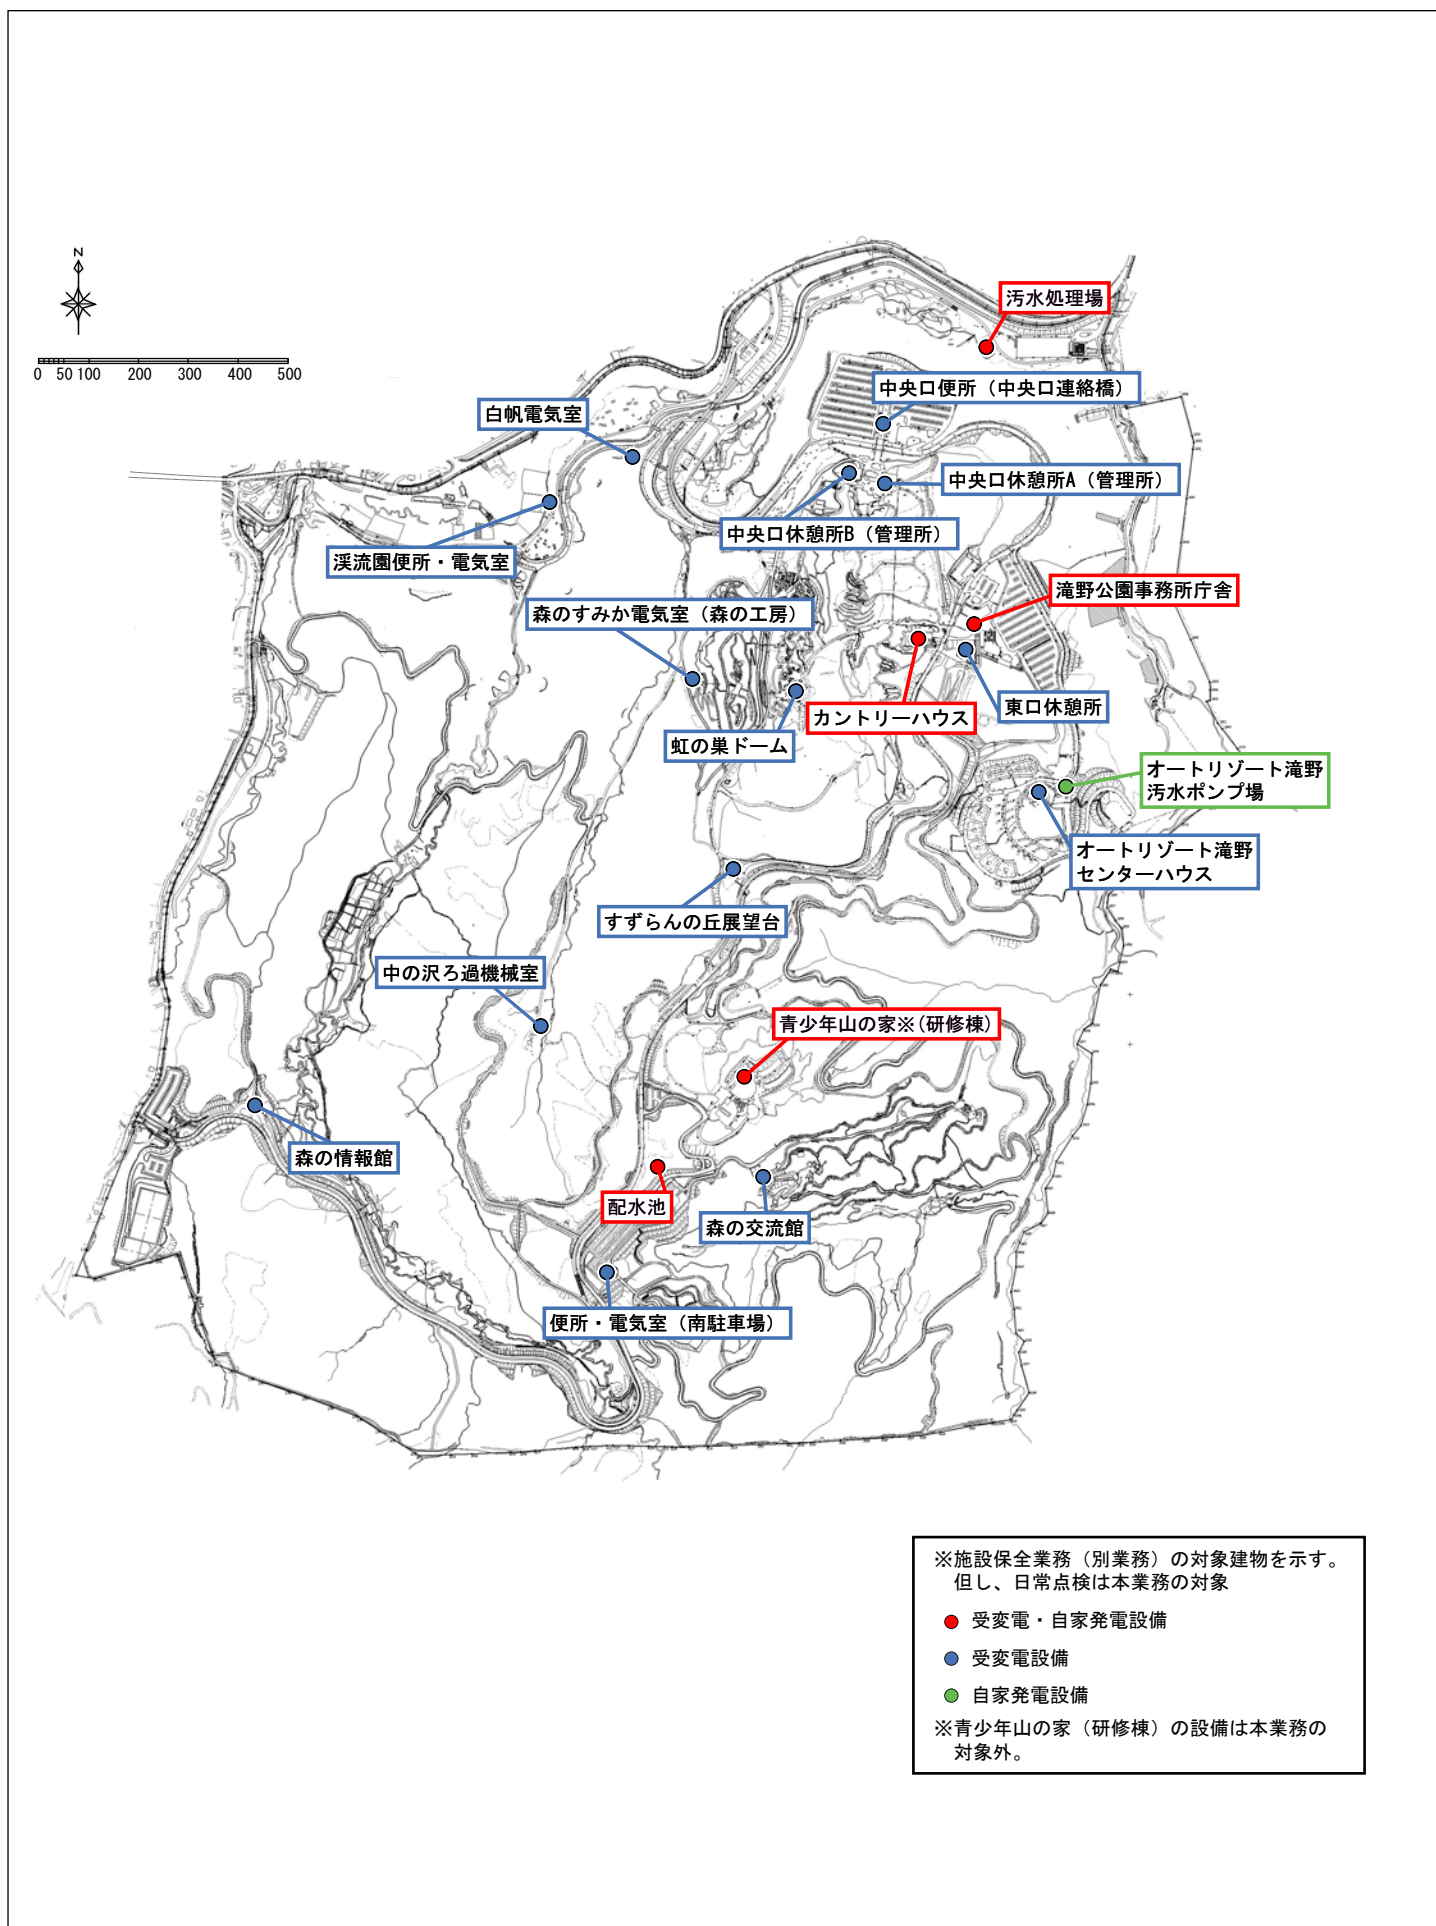 N
0 50 100 200 300 400 500
汚水処理場
中央口便所（中央口連絡橋）
白帆電気室
中央口休憩所A（管理所）
中央口休憩所B（管理所）
渓流園便所・電気室
滝野公園事務所庁舎
森のすみか電気室（森の工房）
東口休憩所
カントリーハウス
虹の巣ドーム
オートリゾート滝野
汚水ポンプ場
オートリゾート滝野
センターハウス
すずらんの丘展望台
中の沢ろ過機械室
青少年山の家※(研修棟)
森の情報館
配水池
森の交流館
便所・電気室（南駐車場）
※施設保全業務（別業務）の対象建物を示す。
但し、日常点検は本業務の対象
受変電・自家発電設備
受変電設備
自家発電設備
※青少年山の家（研修棟）の設備は本業務の
対象外。